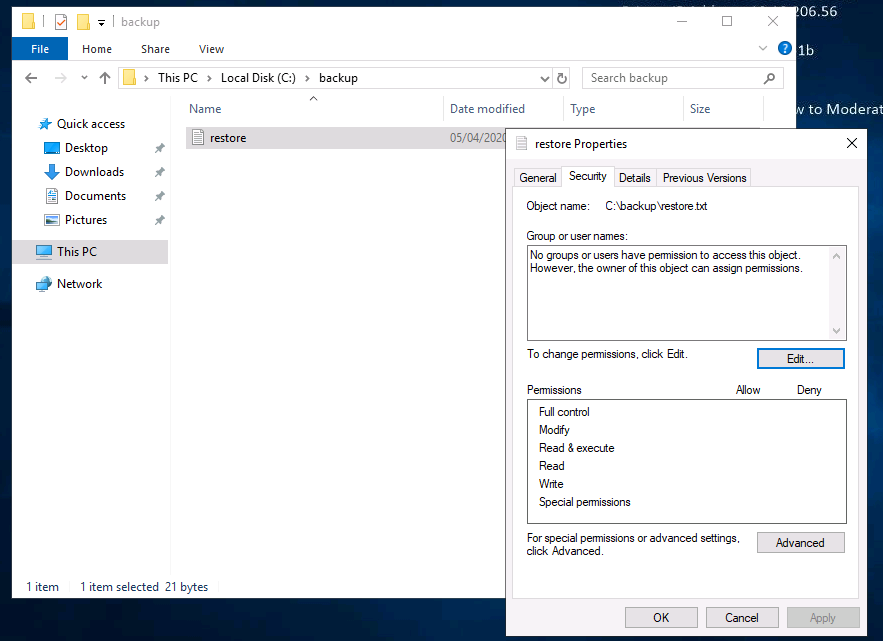 206.56
backup
1b
File Home Share View
This PC Local Disk (C:) backup
Search backup
Name Date modified Type Size
w to Moderat
Quick access
Desktop
Downloads
Documents
Pictures
This PC
Network
restore 05/04/2020
restore Properties
General Security Details Previous Versions
Object name: C:\backup\restore.txt
Group or user names:
No groups or users have permission to access this object.
However, the owner of this object can assign permissions.
To change permissions, click Edit.
Edit...
Permissions Allow Deny
Full control
Modify
Read & execute
Read
Write
Special permissions
For special permissions or advanced settings,
click Advanced.
Advanced
OK Cancel Apply
1 item 1 item selected 21 bytes